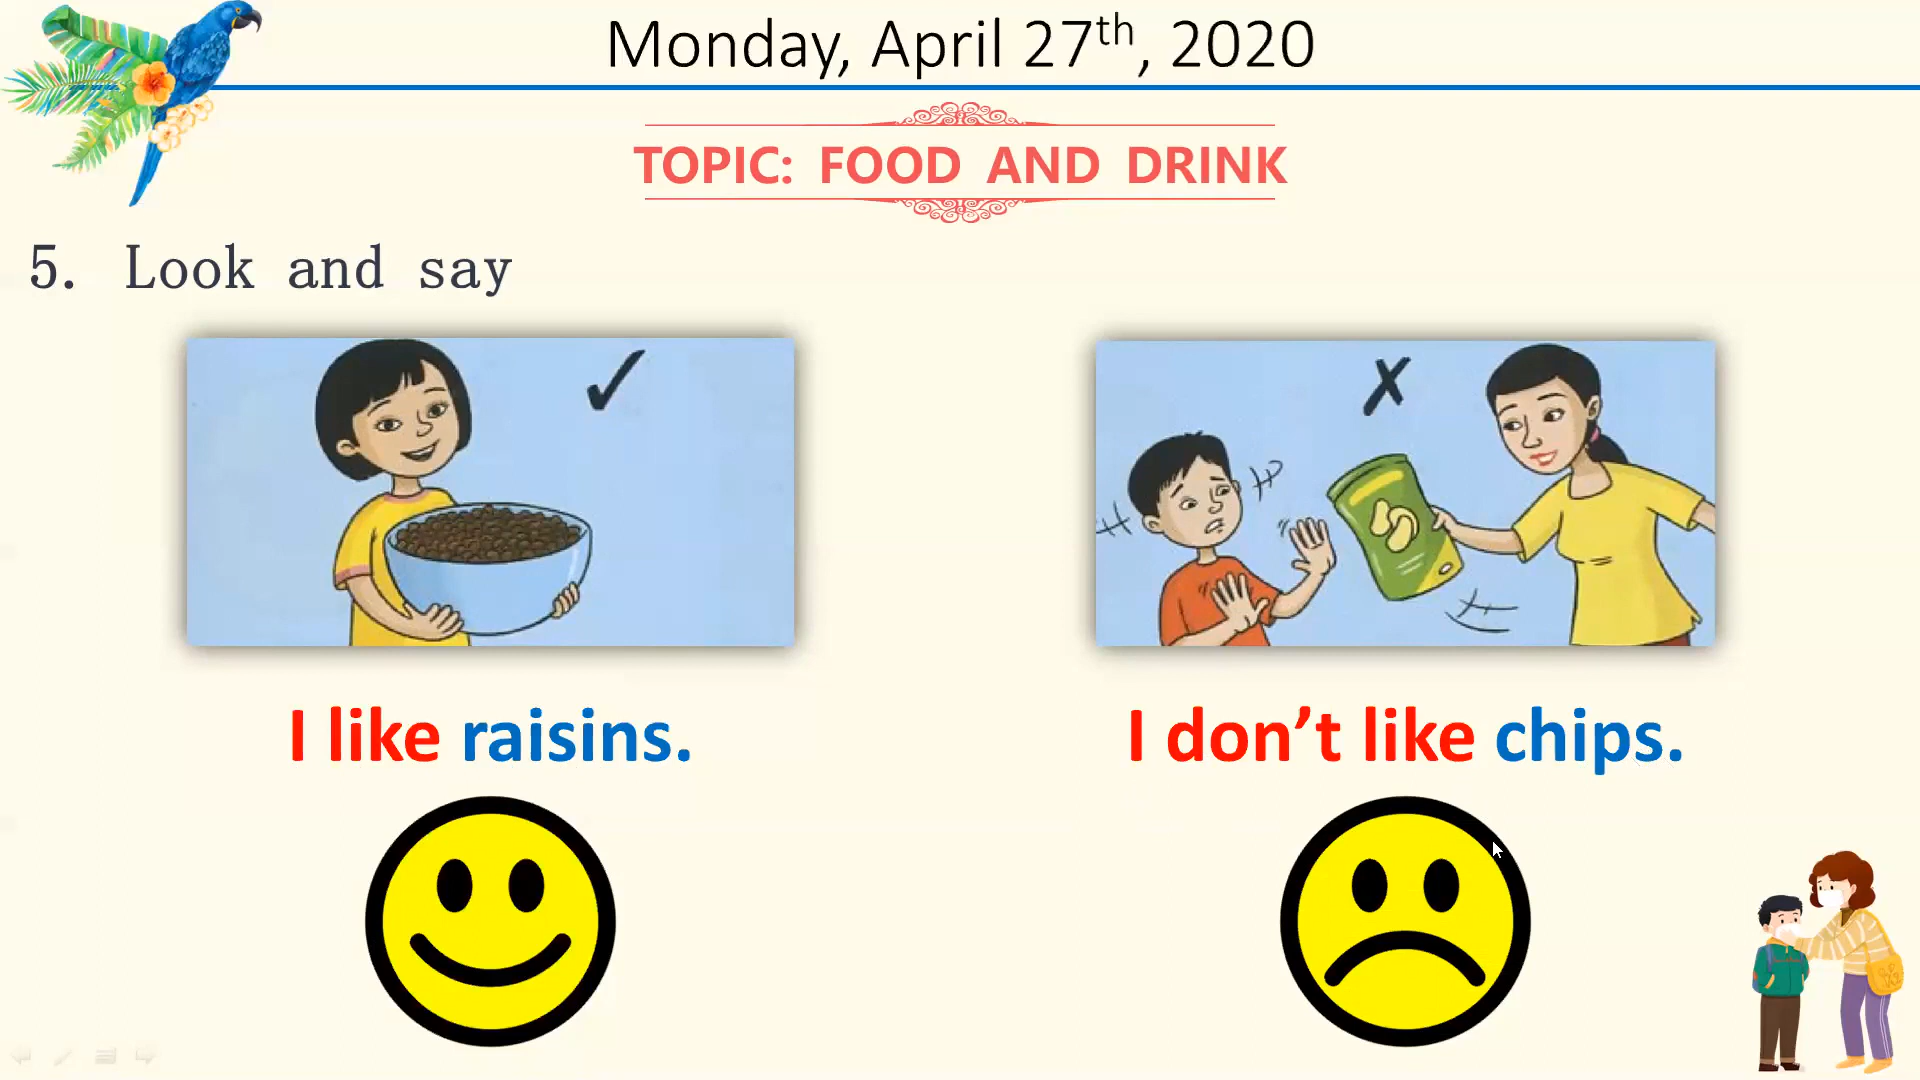 Monday, April 27th, 2020
TOPIC: FOOD AND DRINK
5. Look and say
I like raisins.
I don’t like chips.